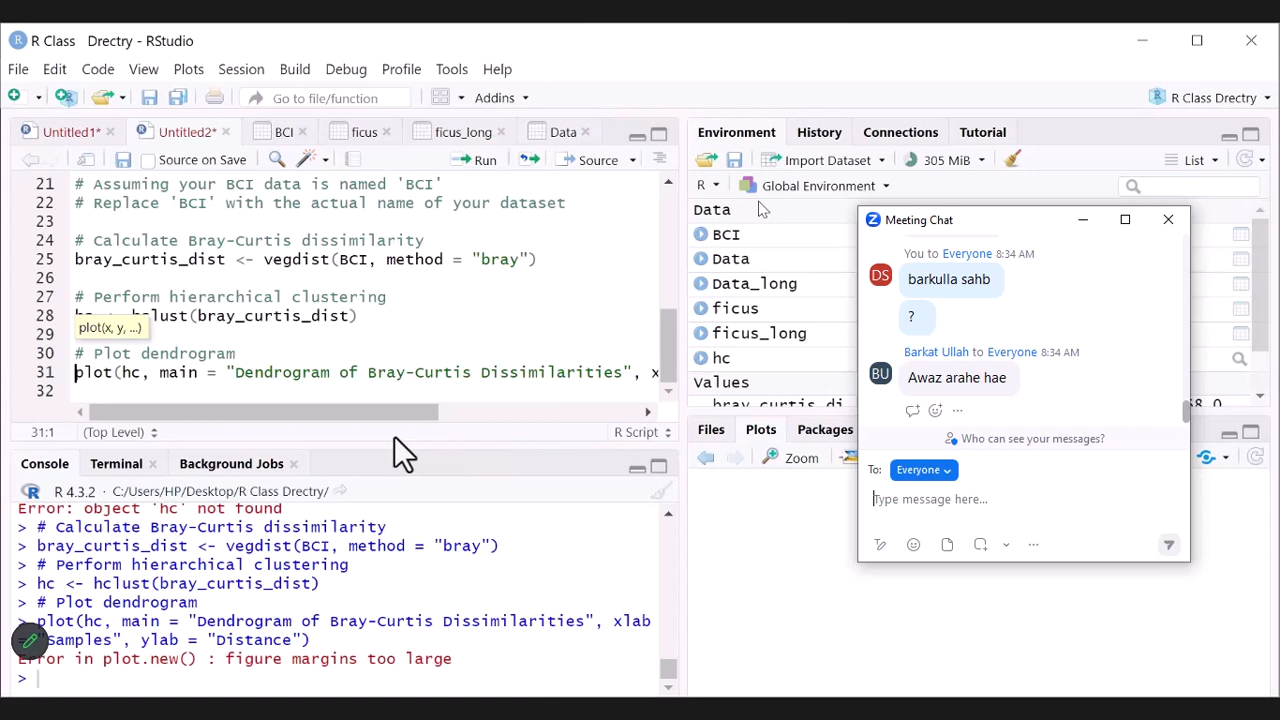 R Class Drectry - RStudio
File Edit Code View Plots Session Build Debug Profile Tools Help
Go to file/function Addins R Class Drectry
Untitled1* Untitled2* BCI ficus ficus_long Data
Source on Save Run Source
21 # Assuming your BCI data is named 'BCI'
22 # Replace 'BCI' with the actual name of your dataset
23
24 # Calculate Bray-Curtis dissimilarity
25 bray_curtis_dist <- vegdist(BCI, method = "bray")
26
27 # Perform hierarchical clustering
28 hclust(bray_curtis_dist)
plot(x, y, ...)
30 # Plot dendrogram
31 plot(hc, main = "Dendrogram of Bray-Curtis Dissimilarities", x
32
31:1 (Top Level) R Script
Console Terminal Background Jobs
R 4.3.2 · C:/Users/HP/Desktop/R Class Drectry/
Error: object 'hc' not found
> # Calculate Bray-Curtis dissimilarity
> bray_curtis_dist <- vegdist(BCI, method = "bray")
> # Perform hierarchical clustering
> hc <- hclust(bray_curtis_dist)
> # Plot dendrogram
> plot(hc, main = "Dendrogram of Bray-Curtis Dissimilarities", xlab
= "Samples", ylab = "Distance")
Error in plot.new() : figure margins too large
>
Environment History Connections Tutorial
Import Dataset 305 MiB List
R Global Environment
Data
BCI
Data
Data_long
ficus
ficus_long
hc
Values
Files Plots Packages
Zoom
Meeting Chat
You to Everyone 8:34 AM
DS barkulla sahb
?
Barkat Ullah to Everyone 8:34 AM
BU Awaz arahe hae
Who can see your messages?
To: Everyone
Type message here...